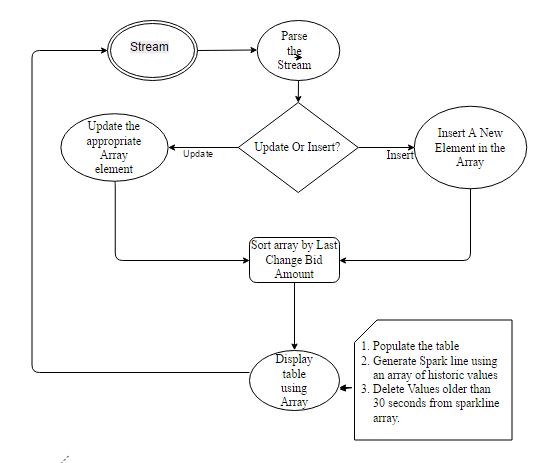 Stream
Parse
the
Stream
Update the
appropriate
Array
element
Update
Update Or Insert?
Insert
Insert A New
Element in the
Array
Sort array by Last
Change Bid
Amount
Display
table
using
Array
1. Populate the table
2. Generate Spark line using
an array of historic values
3. Delete Values older than
30 seconds from sparkline
array.